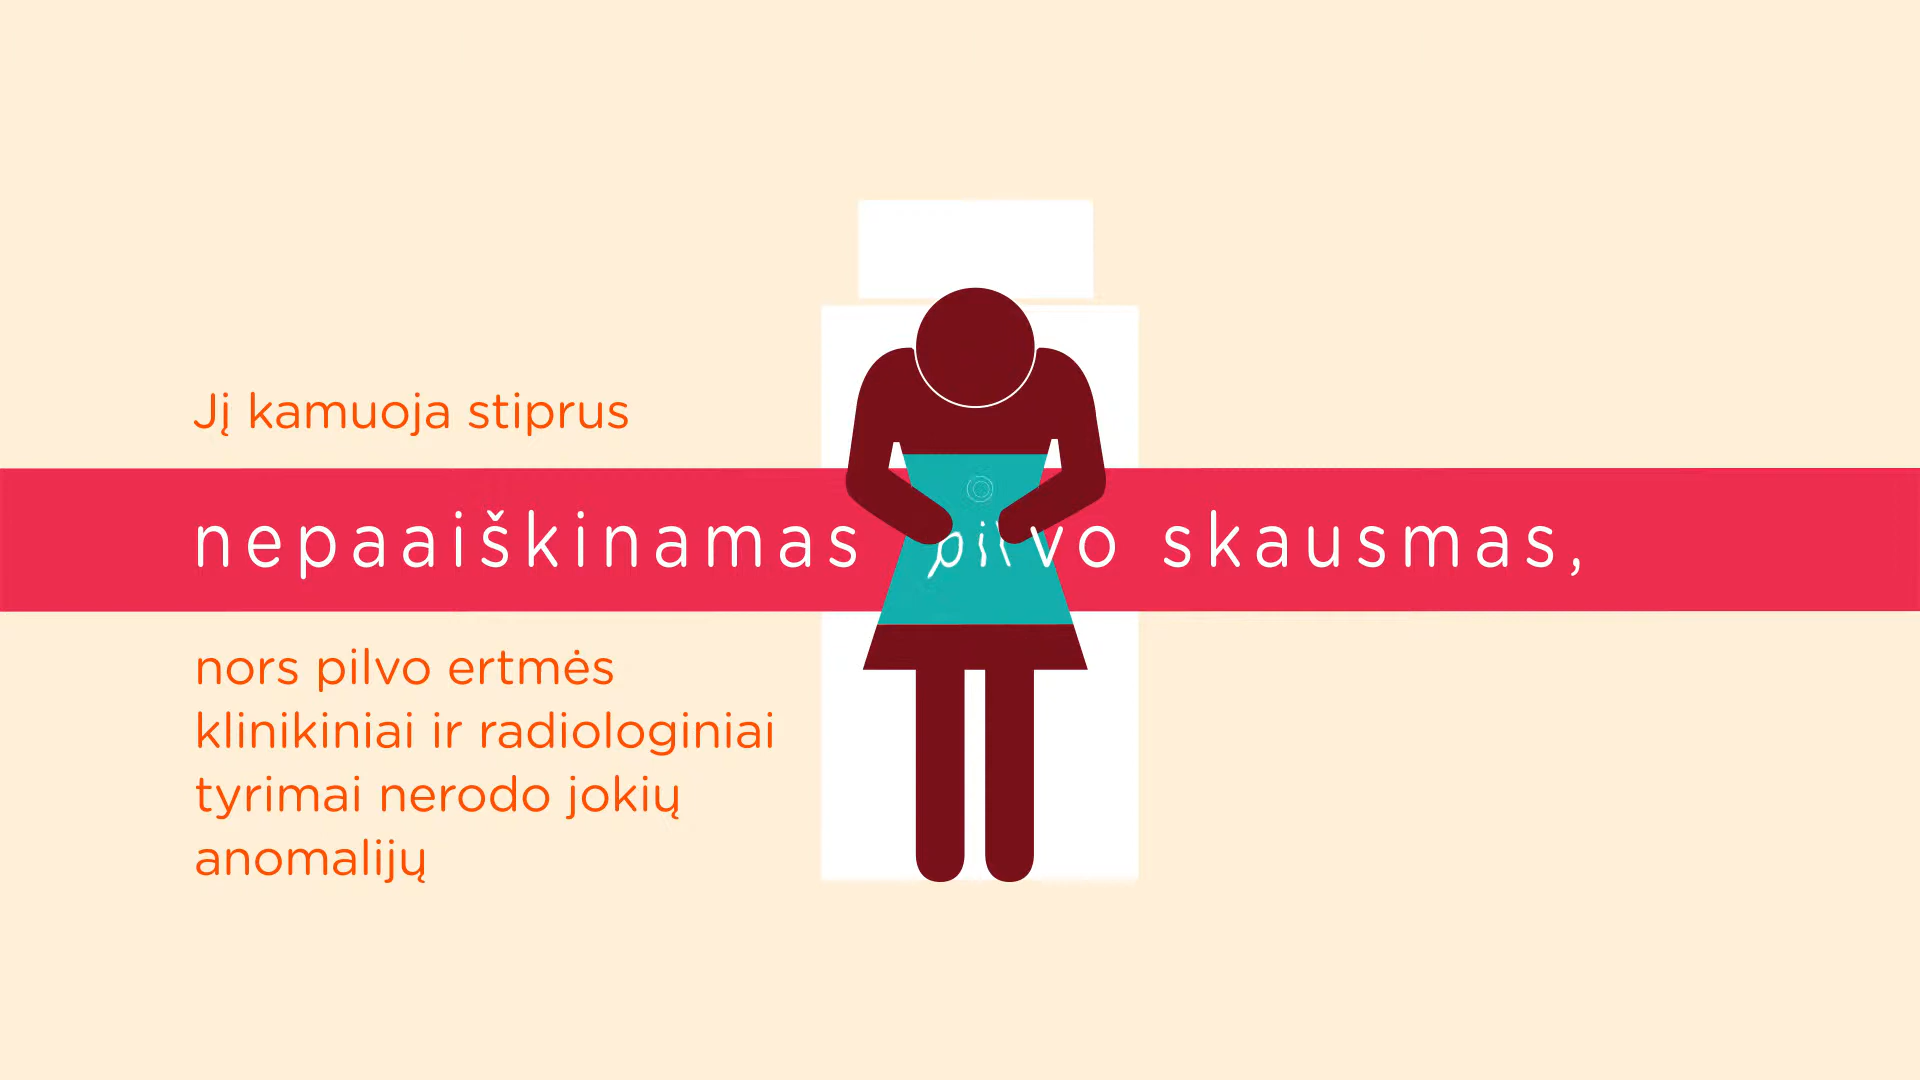 Jį kamuoja stiprus
nepaaiškinamas pilvo skausmas,
nors pilvo ertmės
klinikiniai ir radiologiniai
tyrimai nerodo jokių
anomalijų